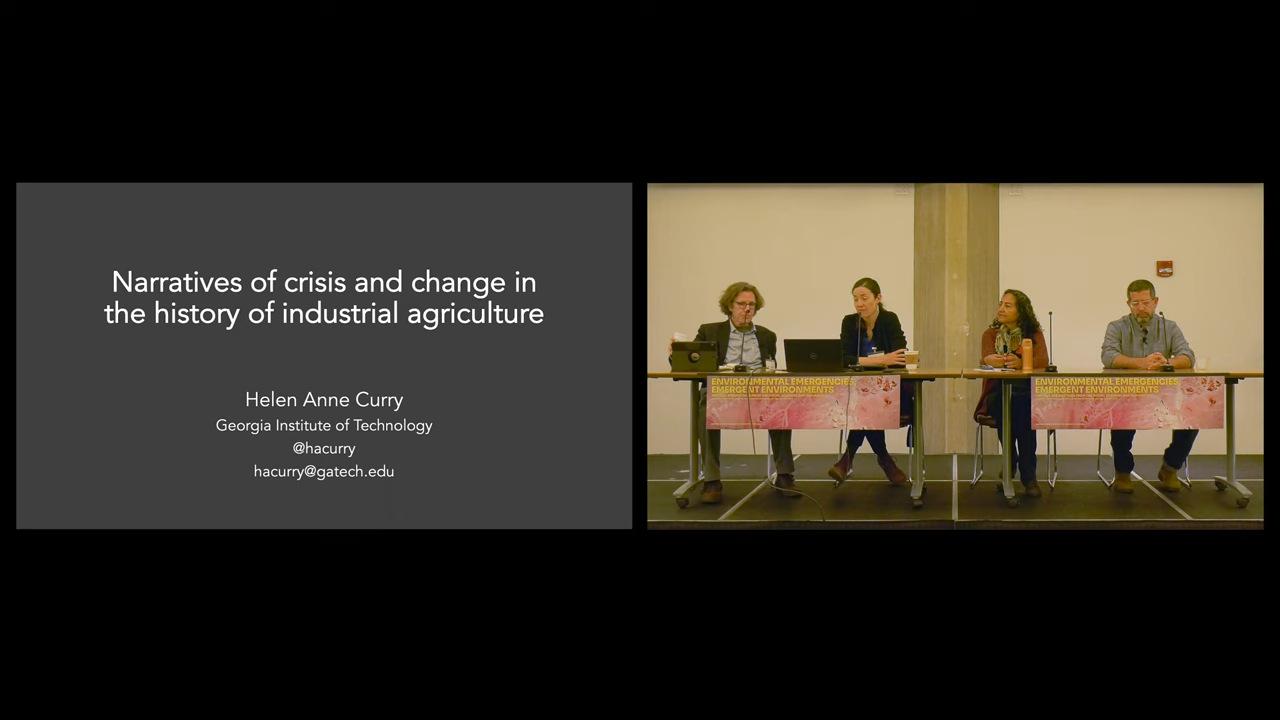 Narratives of crisis and change in
the history of industrial agriculture
Helen Anne Curry
Georgia Institute of Technology
@hacurry
hacurry@gatech.edu
ENVIRONMENTAL EMERGENCIES,
EMERGENT ENVIRONMENTS
ENVIRONMENTAL EMERGENCIES,
EMERGENT ENVIRONMENTS